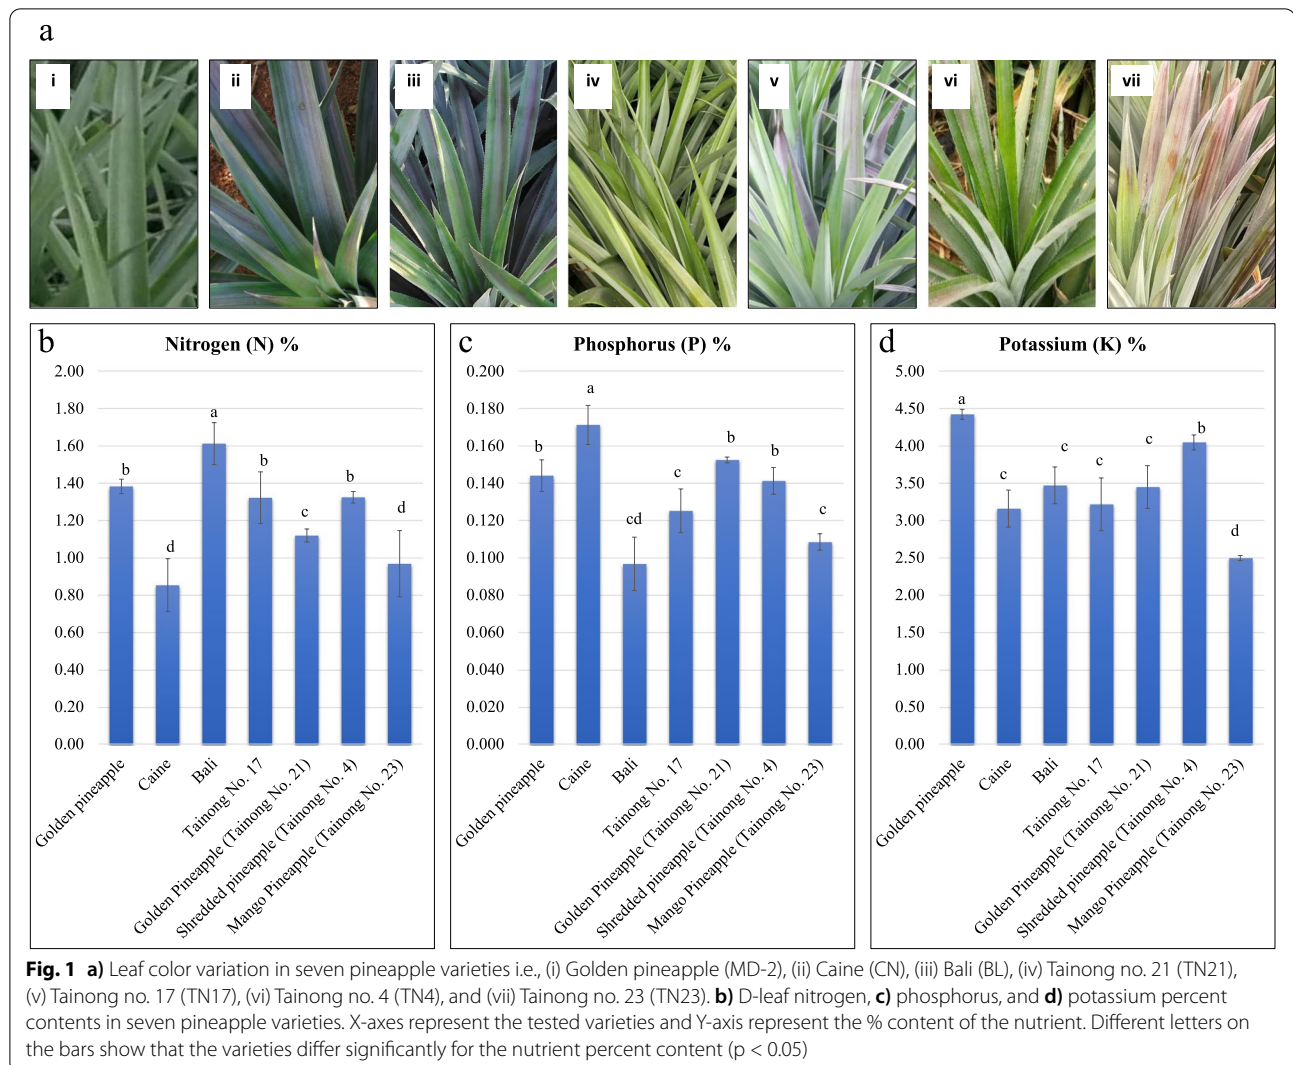 a
i
ii
iii
iv
v
vi
vii
b
Nitrogen (N) %
2.00
1.80
1.60
1.40
1.20
1.00
0.80
0.60
0.40
0.20
0.00
b
d
a
b
c
b
d
Golden pineapple
Caine
Bali
Tainong No. 17
Golden Pineapple (Tainong No. 21)
Shredded pineapple (Tainong No. 4)
Mango Pineapple (Tainong No. 23)
c
Phosphorus (P) %
0.200
0.180
0.160
0.140
0.120
0.100
0.080
0.060
0.040
0.020
0.000
b
a
cd
c
b
b
c
Golden pineapple
Caine
Bali
Tainong No. 17
Golden Pineapple (Tainong No. 21)
Shredded pineapple (Tainong No. 4)
Mango Pineapple (Tainong No. 23)
d
Potassium (K) %
5.00
4.50
4.00
3.50
3.00
2.50
2.00
1.50
1.00
0.50
0.00
a
c
c
c
c
b
d
Golden pineapple
Caine
Bali
Tainong No. 17
Golden Pineapple (Tainong No. 21)
Shredded pineapple (Tainong No. 4)
Mango Pineapple (Tainong No. 23)
Fig. 1 a) Leaf color variation in seven pineapple varieties i.e., (i) Golden pineapple (MD-2), (ii) Caine (CN), (iii) Bali (BL), (iv) Tainong no. 21 (TN21),
(v) Tainong no. 17 (TN17), (vi) Tainong no. 4 (TN4), and (vii) Tainong no. 23 (TN23). b) D-leaf nitrogen, c) phosphorus, and d) potassium percent
contents in seven pineapple varieties. X-axes represent the tested varieties and Y-axis represent the % content of the nutrient. Different letters on
the bars show that the varieties differ significantly for the nutrient percent content (p < 0.05)